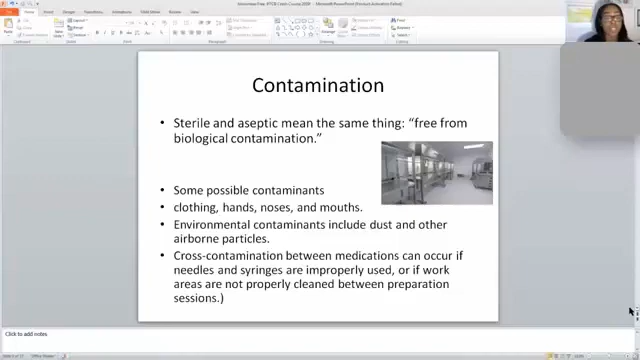 Contamination
• Sterile and aseptic mean the same thing: “free from
biological contamination.”
• Some possible contaminants
• clothing, hands, noses, and mouths.
• Environmental contaminants include dust and other
airborne particles.
• Cross-contamination between medications can occur if
needles and syringes are improperly used, or if work
areas are not properly cleaned between preparation
sessions.)
Click to add notes